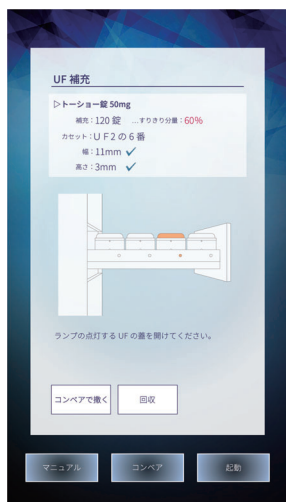 UF 補充
▷トーショー錠 50mg
補充：120 錠 …すりきり分量：60%
カセット：UF2の6番
幅：11mm ✓
高さ：3mm ✓
ランプの点灯する UF の蓋を開けてください。
コンベアで撒く 回収
マニュアル コンベア 起動